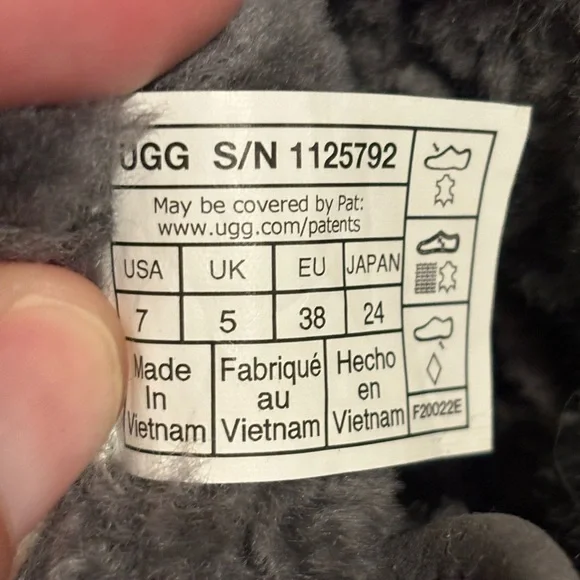 UGG S/N 1125792
May be covered by Pat:
www.ugg.com/patents
USA UK EU JAPAN
7 5 38 24
Made In Vietnam
Fabriqué au Vietnam
Hecho en Vietnam
F20022E